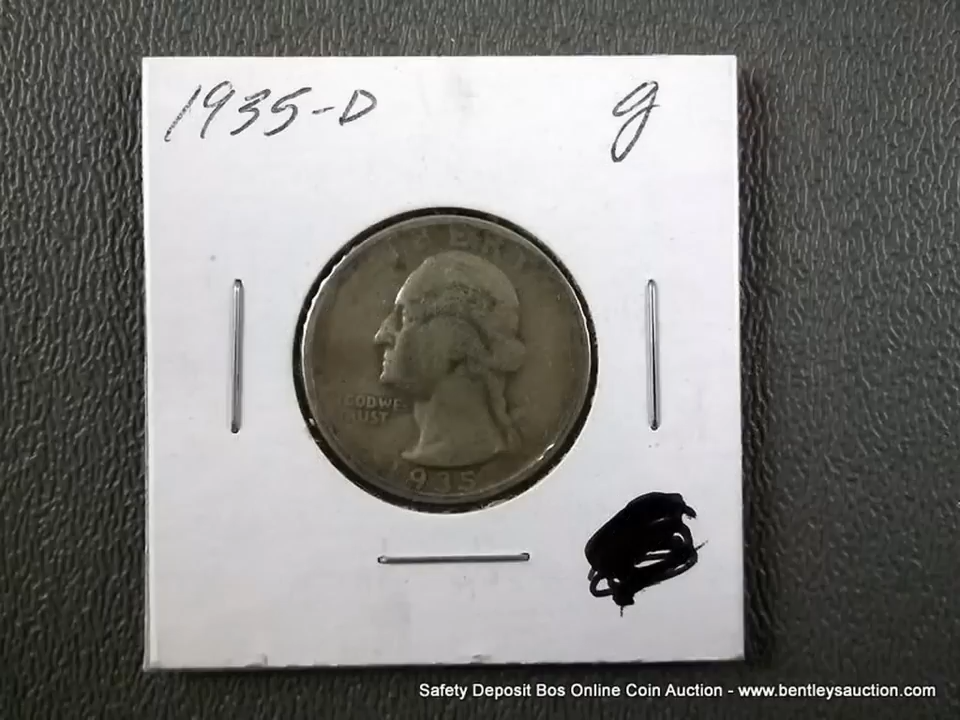 1935-D g
LIBERTY
GOD WE
TRUST
1935
Safety Deposit Bos Online Coin Auction - www.bentleysauction.com